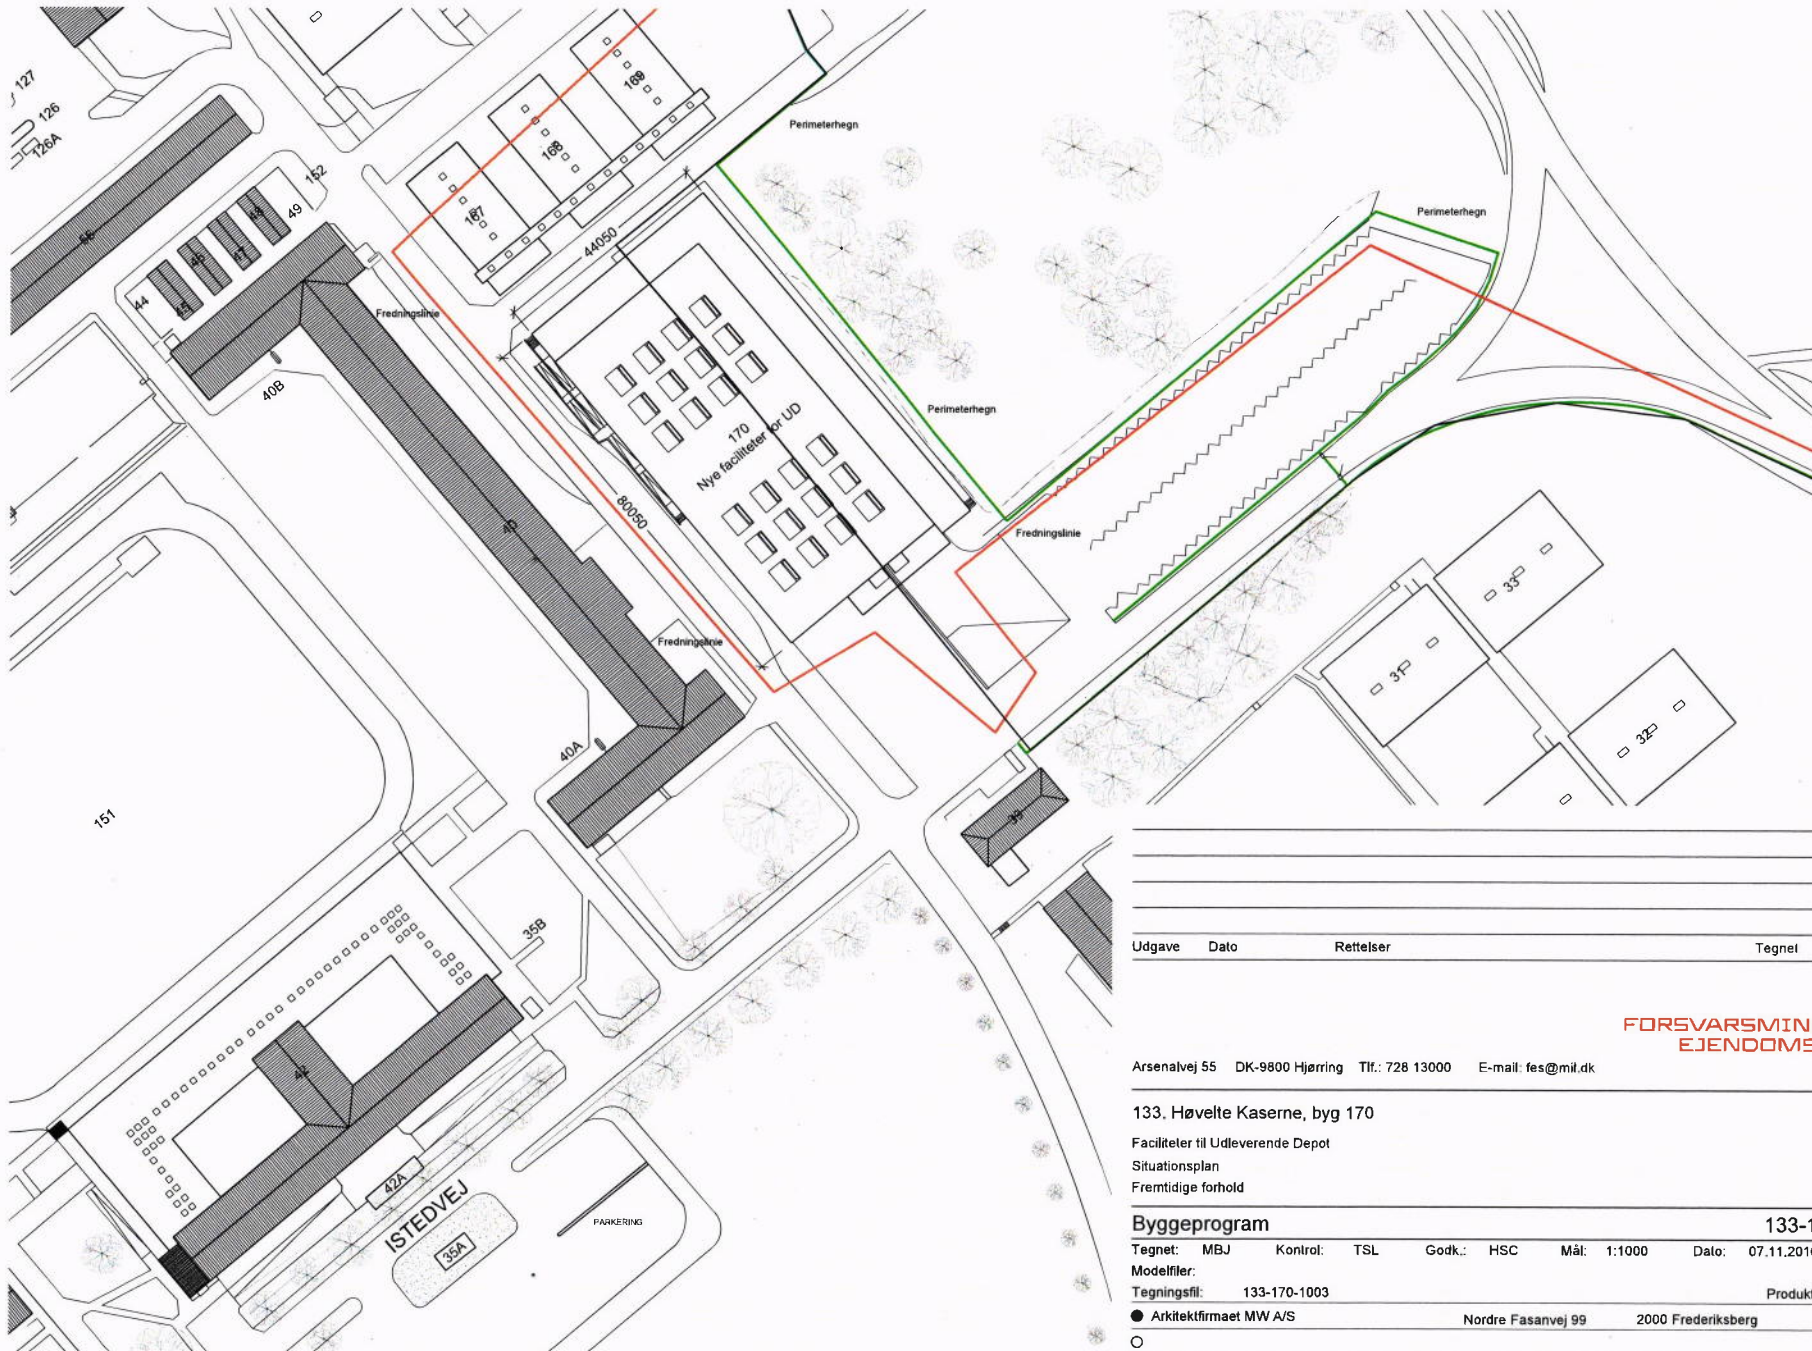 127
126
126A
152
169
168
167
Perimeterhegn
Perimeterhegn
66
49
48
47
46
45
44
44050
Fredningslinie
40B
170
Nye faciliteter for UD
Perimeterhegn
80050
40
Fredningslinie
Fredningslinie
33
31
32
40A
39
151
35B
42A
ISTEDVEJ
35A
PARKERING
Udgave Dato Rettelser Tegnet
FORSVARSMIN
EJENDOMS
Arsenalvej 55 DK-9800 Hjørring Tlf.: 728 13000 E-mail: fes@mil.dk
133. Høvelte Kaserne, byg 170
Faciliteter til Udleverende Depot
Situationsplan
Fremtidige forhold
Byggeprogram 133-1
Tegnet: MBJ Kontrol: TSL Godk.: HSC Mål: 1:1000 Dato: 07.11.2016
Modelfiler:
Tegningsfil: 133-170-1003 Produkt
Arkitektfirmaet MW A/S Nordre Fasanvej 99 2000 Frederiksberg